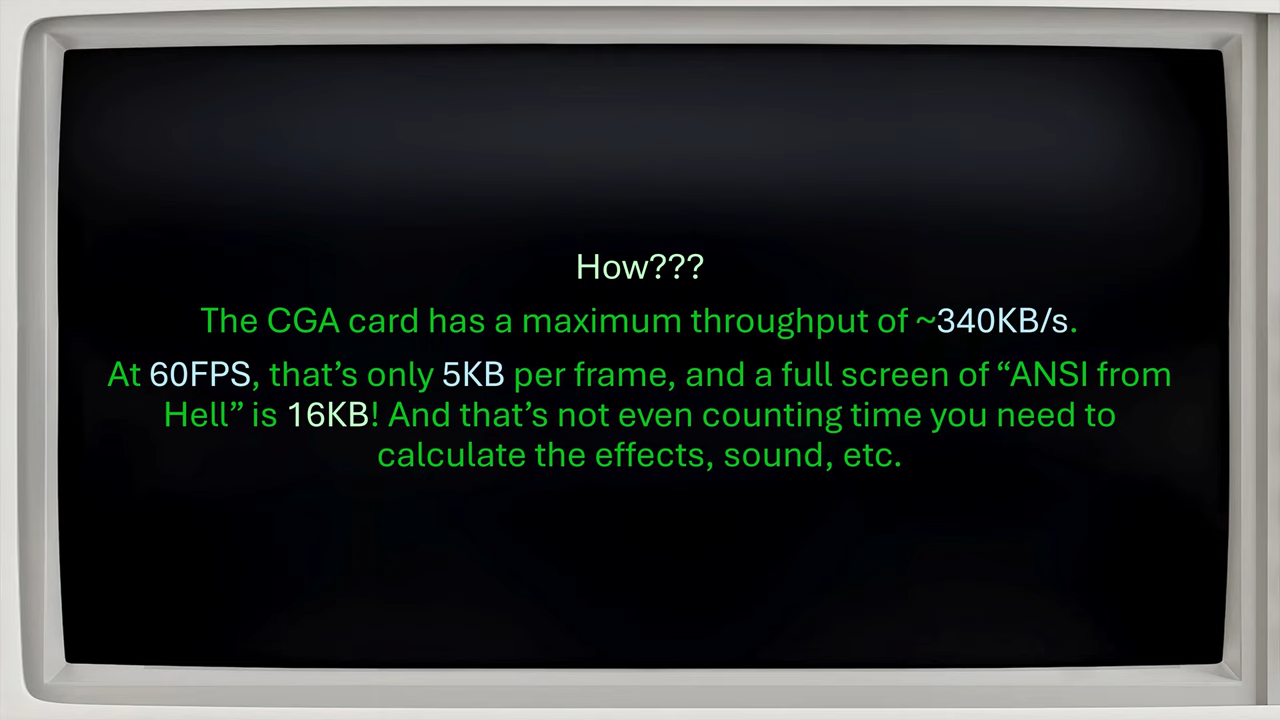 How???
The CGA card has a maximum throughput of ~340KB/s.
At 60FPS, that’s only 5KB per frame, and a full screen of “ANSI from
Hell” is 16KB! And that’s not even counting time you need to
calculate the effects, sound, etc.